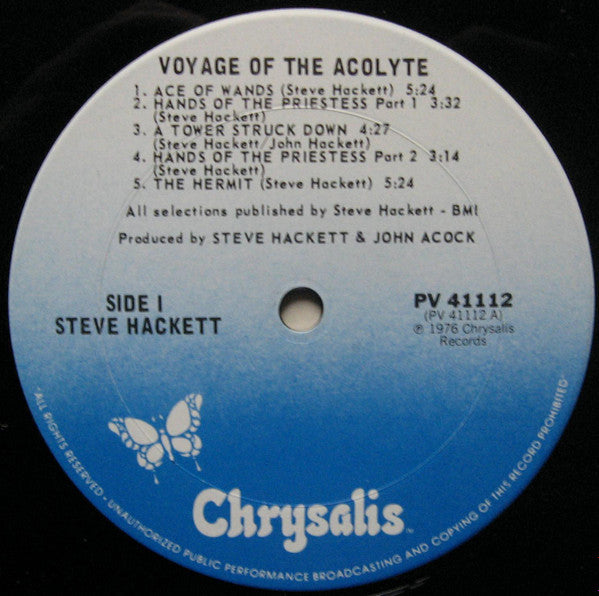 VOYAGE OF THE ACOLYTE
1. ACE OF WANDS (Steve Hackett) 5:24
2. HANDS OF THE PRIESTESS Part 1 3:32
(Steve Hackett)
3. A TOWER STRUCK DOWN 4:27
(Steve Hackett/John Hackett)
4. HANDS OF THE PRIESTESS Part 2 3:14
(Steve Hackett)
5. THE HERMIT (Steve Hackett) 5:24
All selections published by Steve Hackett - BMI
Produced by STEVE HACKETT & JOHN ACOCK
SIDE I
STEVE HACKETT
PV 41112
(PV 41112 A)
℗ 1976 Chrysalis
Records
Chrysalis™
-ALL RIGHTS RESERVED - UNAUTHORIZED PUBLIC PERFORMANCE BROADCASTING AND COPYING OF THIS RECORD PROHIBITED-